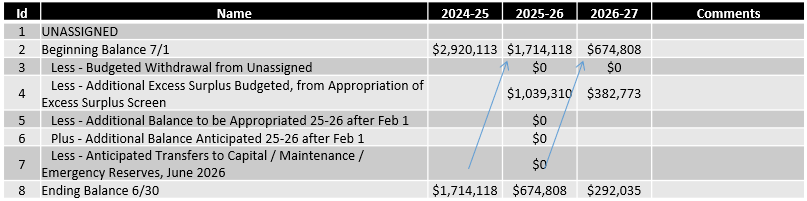 Id Name 2024-25 2025-26 2026-27 Comments
1 UNASSIGNED
2 Beginning Balance 7/1 $2,920,113 $1,714,118 $674,808
3 Less - Budgeted Withdrawal from Unassigned $0 $0
4 Less - Additional Excess Surplus Budgeted, from Appropriation of
Excess Surplus Screen $1,039,310 $382,773
5 Less - Additional Balance to be Appropriated 25-26 after Feb 1 $0
6 Plus - Additional Balance Anticipated 25-26 after Feb 1 $0
7 Less - Anticipated Transfers to Capital / Maintenance /
Emergency Reserves, June 2026 $0
8 Ending Balance 6/30 $1,714,118 $674,808 $292,035